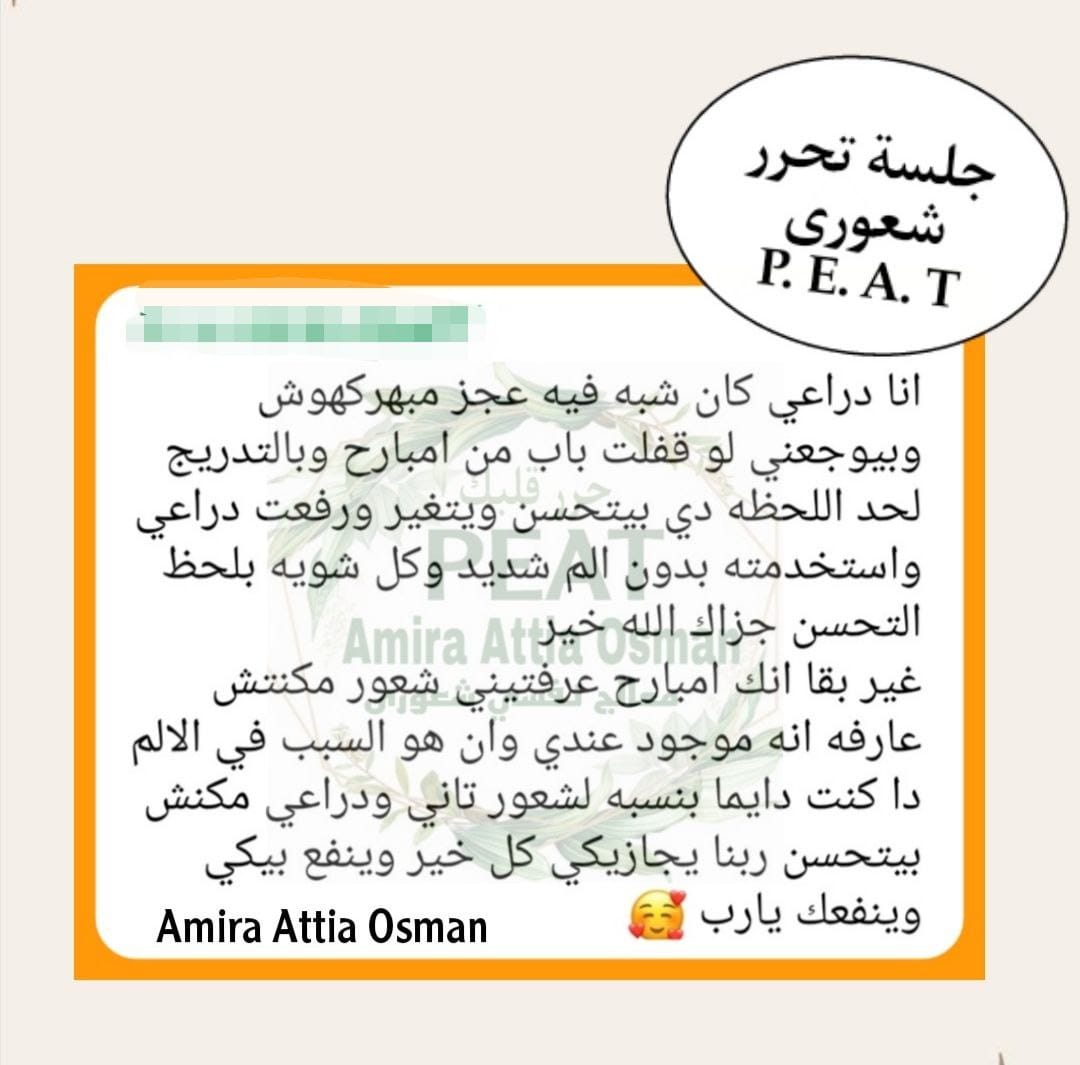 جلسة تحرر
شعورى
P. E. A. T
انا دراعي كان شبه فيه عجز مبهركهوش
وبيوجعني لو قفلت باب من امبارح وبالتدريج
لحد اللحظه دي بيتحسن ويتغير ورفعت دراعي
واستخدمته بدون الم شديد وكل شويه بلحظ
التحسن جزاك الله خير
غير بقا انك امبارح عرفتيني شعور مكنتش
عارفه انه موجود عندي وان هو السبب في الالم
دا كنت دايما بنسبه لشعور تاني ودراعي مكنش
بيتحسن ربنا يجازيكي كل خير وينفع بيكي
وينفعك يارب 🥰
Amira Attia Osman
حرر قلبك
PEAT
Amira Attia Osman